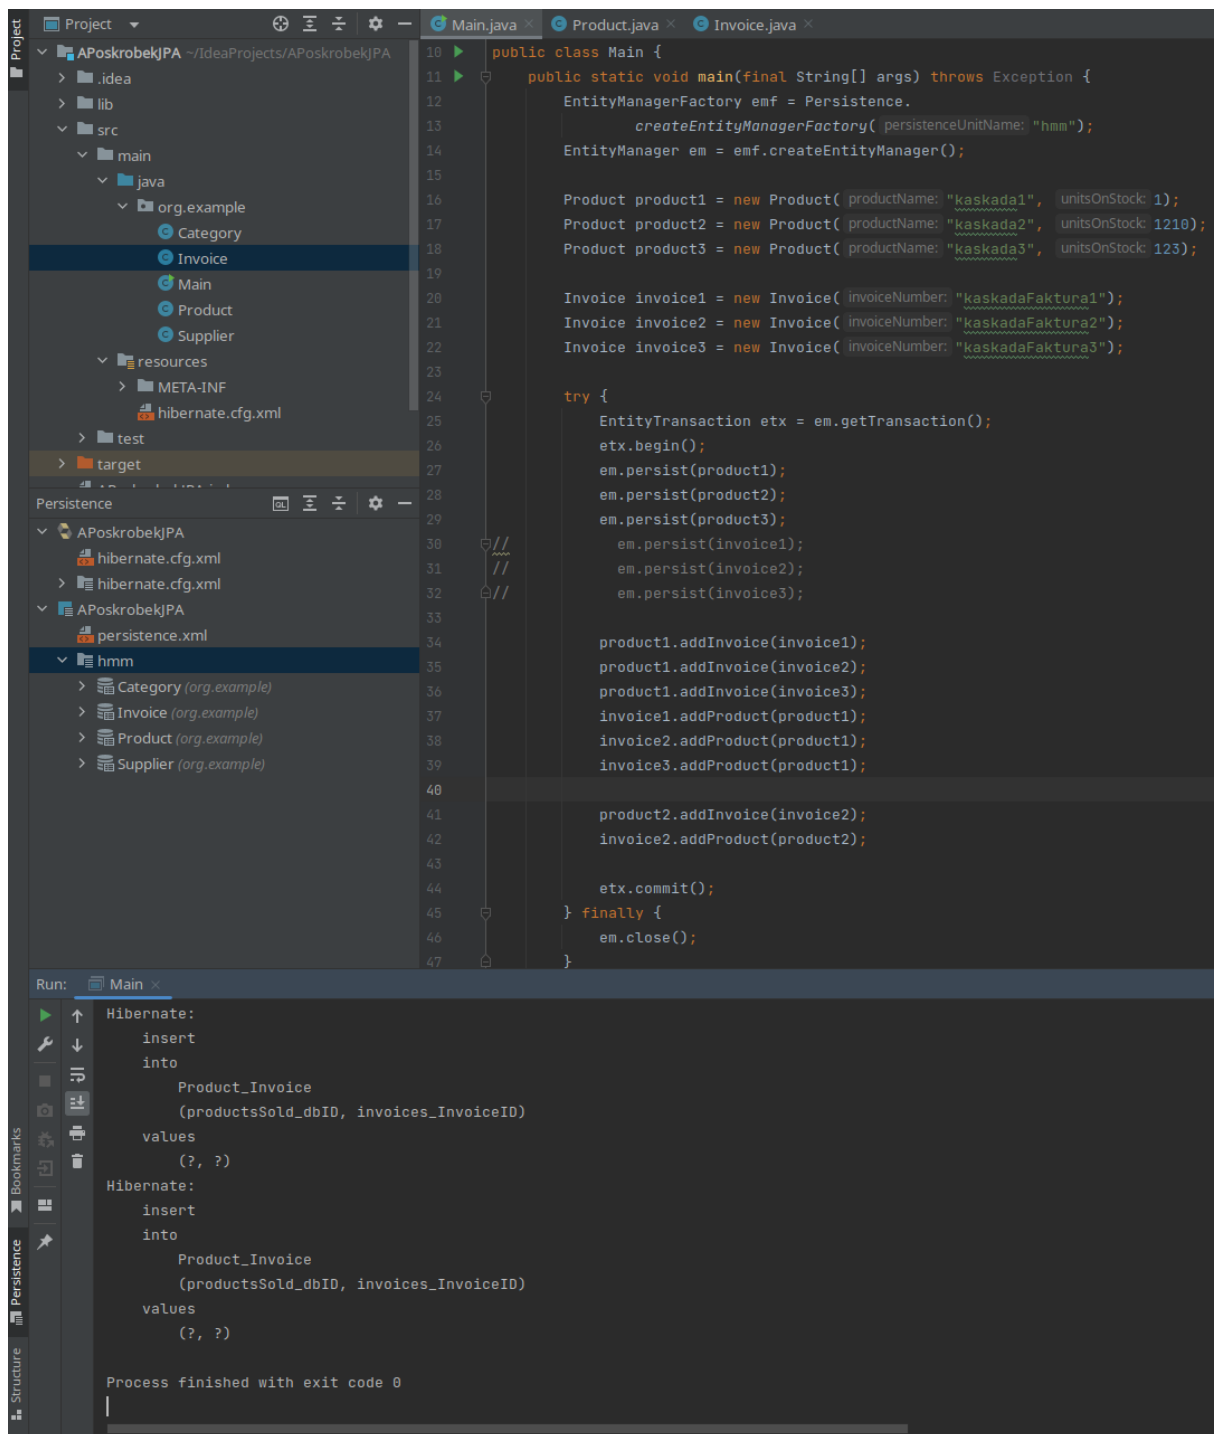 Project
Project
APoskrobekJPA ~/IdeaProjects/APoskrobekJPA
.idea
lib
src
main
java
org.example
Category
Invoice
Main
Product
Supplier
resources
META-INF
hibernate.cfg.xml
test
target
Persistence
APoskrobekJPA
hibernate.cfg.xml
hibernate.cfg.xml
APoskrobekJPA
persistence.xml
hmm
Category (org.example)
Invoice (org.example)
Product (org.example)
Supplier (org.example)
Main.java Product.java Invoice.java
10 public class Main {
11 public static void main(final String[] args) throws Exception {
12 EntityManagerFactory emf = Persistence.
13 createEntityManagerFactory( persistenceUnitName: "hmm");
14 EntityManager em = emf.createEntityManager();
15
16 Product product1 = new Product( productName: "kaskada1", unitsOnStock: 1);
17 Product product2 = new Product( productName: "kaskada2", unitsOnStock: 1210);
18 Product product3 = new Product( productName: "kaskada3", unitsOnStock: 123);
19
20 Invoice invoice1 = new Invoice( invoiceNumber: "kaskadaFaktura1");
21 Invoice invoice2 = new Invoice( invoiceNumber: "kaskadaFaktura2");
22 Invoice invoice3 = new Invoice( invoiceNumber: "kaskadaFaktura3");
23
24 try {
25 EntityTransaction etx = em.getTransaction();
26 etx.begin();
27 em.persist(product1);
28 em.persist(product2);
29 em.persist(product3);
30 // em.persist(invoice1);
31 // em.persist(invoice2);
32 // em.persist(invoice3);
33
34 product1.addInvoice(invoice1);
35 product1.addInvoice(invoice2);
36 product1.addInvoice(invoice3);
37 invoice1.addProduct(product1);
38 invoice2.addProduct(product1);
39 invoice3.addProduct(product1);
40
41 product2.addInvoice(invoice2);
42 invoice2.addProduct(product2);
43
44 etx.commit();
45 } finally {
46 em.close();
47 }
Run: Main
Hibernate:
insert
into
Product_Invoice
(productsSold_dbID, invoices_InvoiceID)
values
(?, ?)
Hibernate:
insert
into
Product_Invoice
(productsSold_dbID, invoices_InvoiceID)
values
(?, ?)
Process finished with exit code 0
Bookmarks
Persistence
Structure